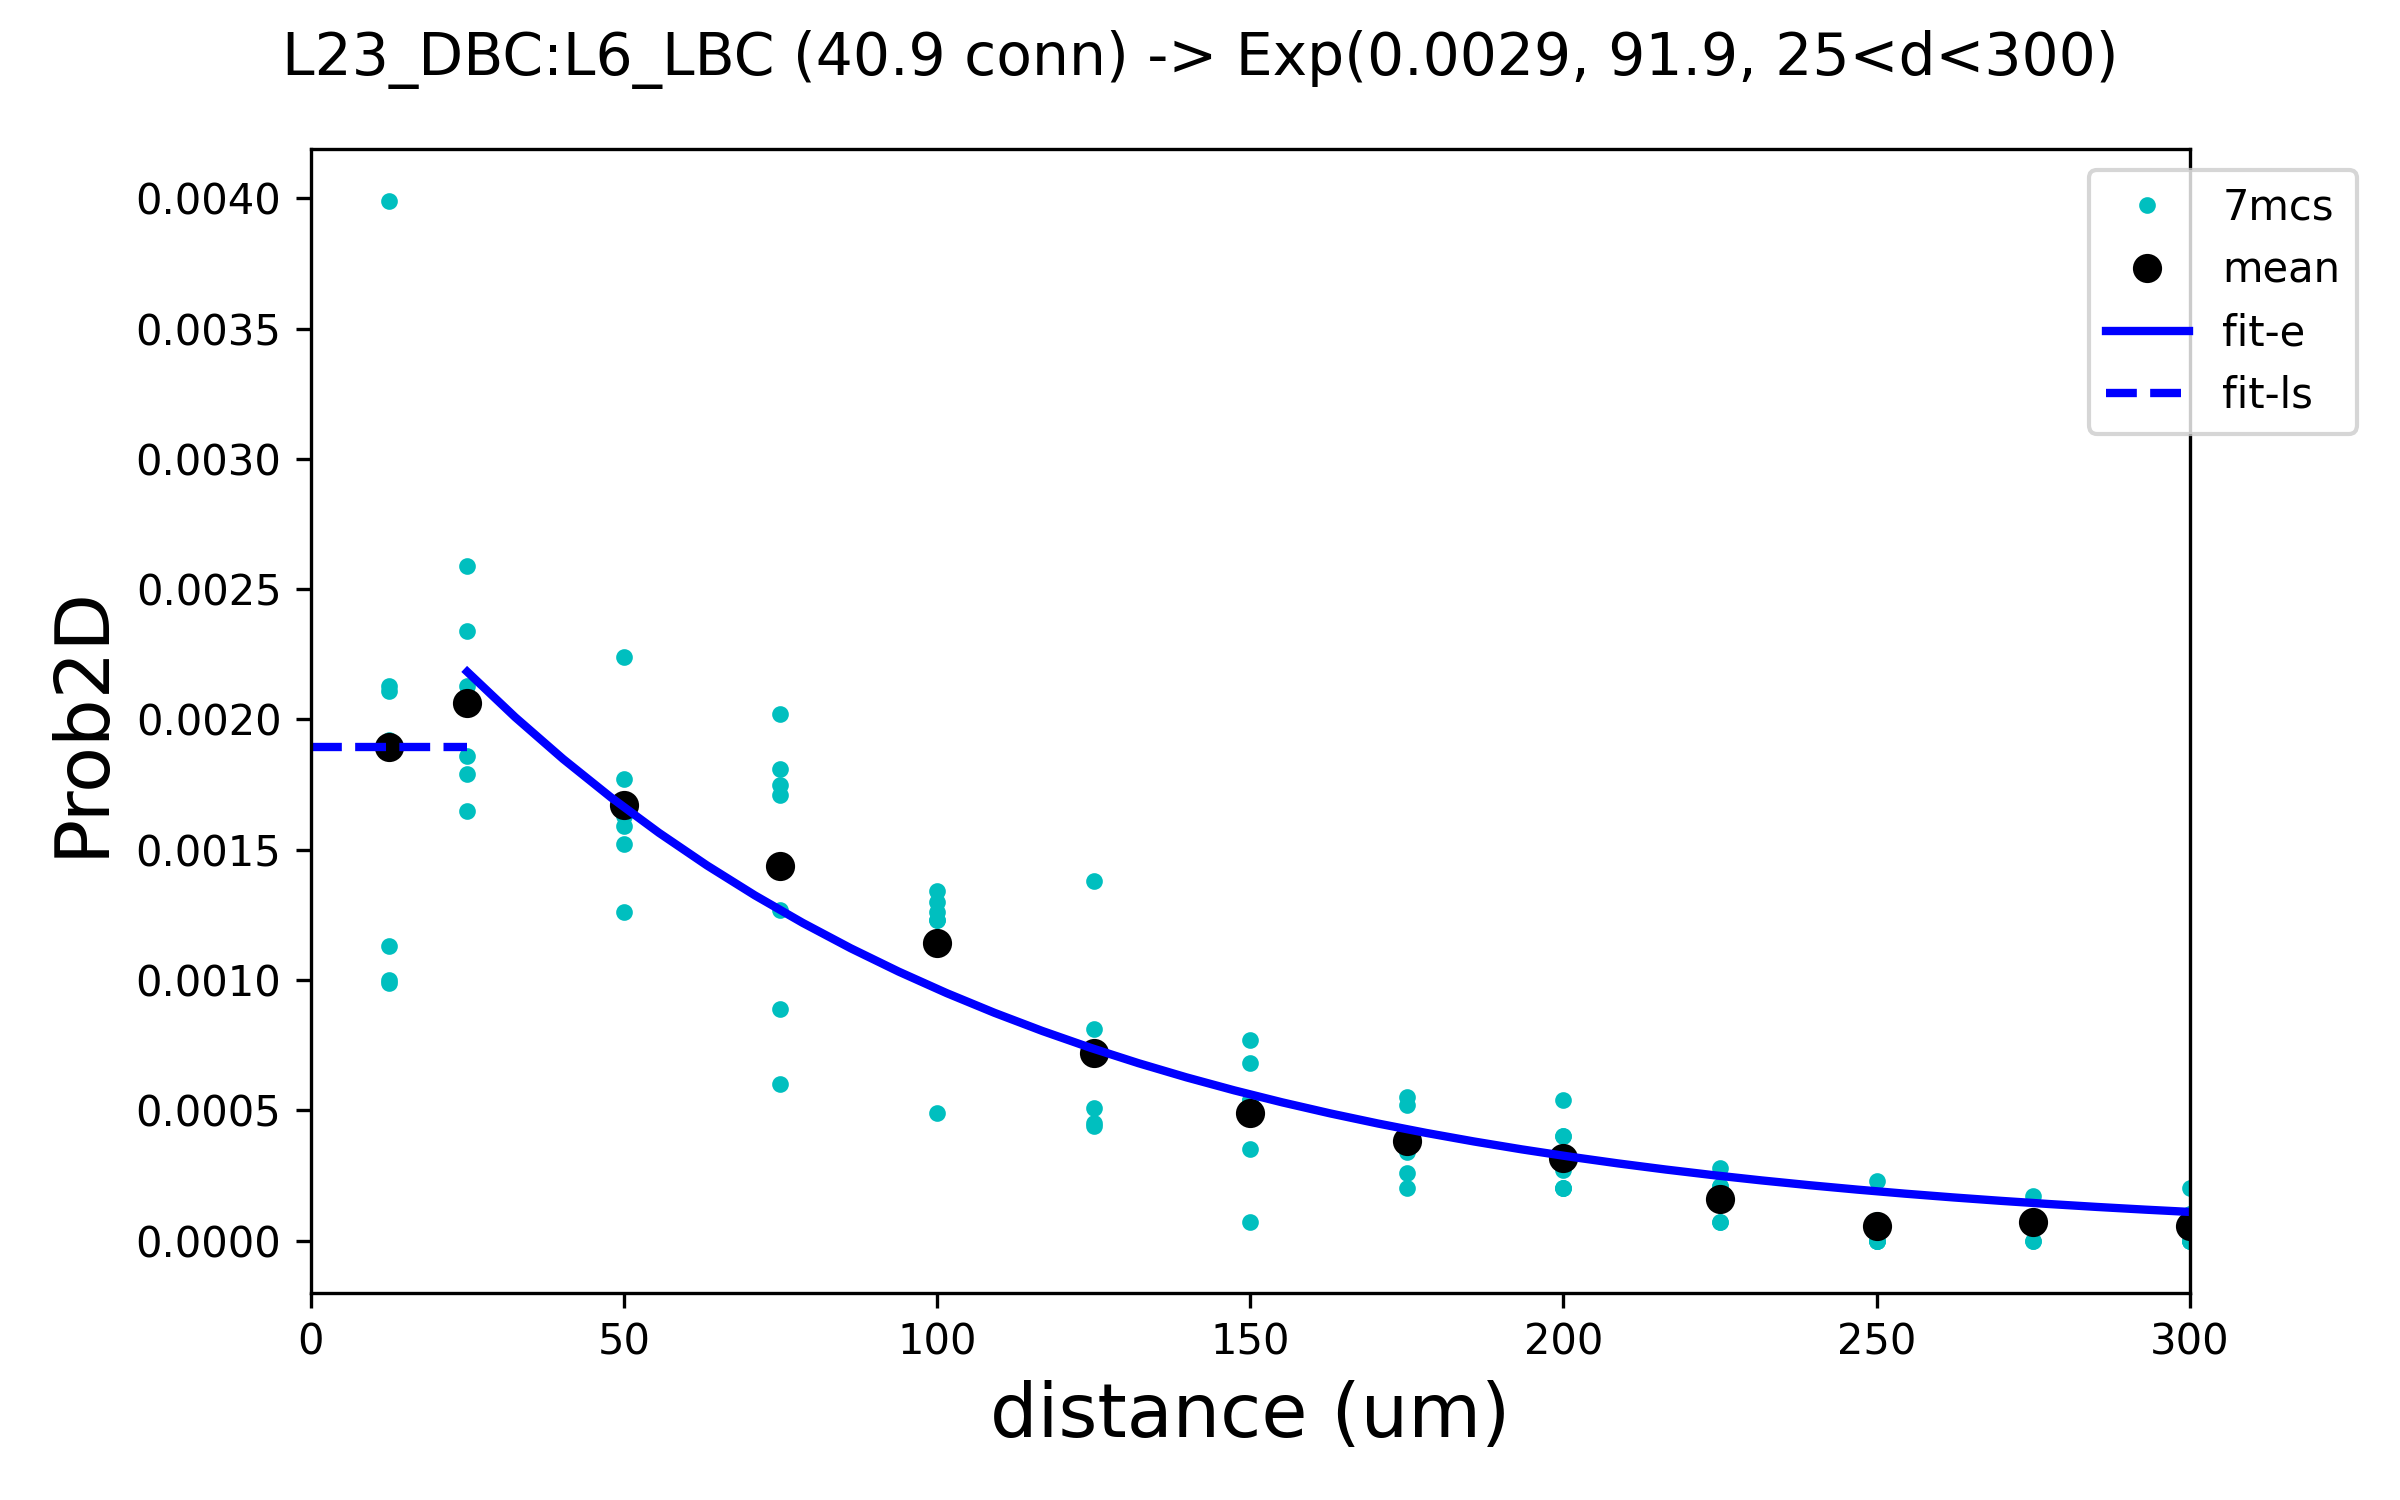 L23_DBC:L6_LBC (40.9 conn) -> Exp(0.0029, 91.9, 25<d<300)
7mcs
mean
fit-e
fit-ls
Prob2D
0.0040
0.0035
0.0030
0.0025
0.0020
0.0015
0.0010
0.0005
0.0000
0 50 100 150 200 250 300
distance (um)